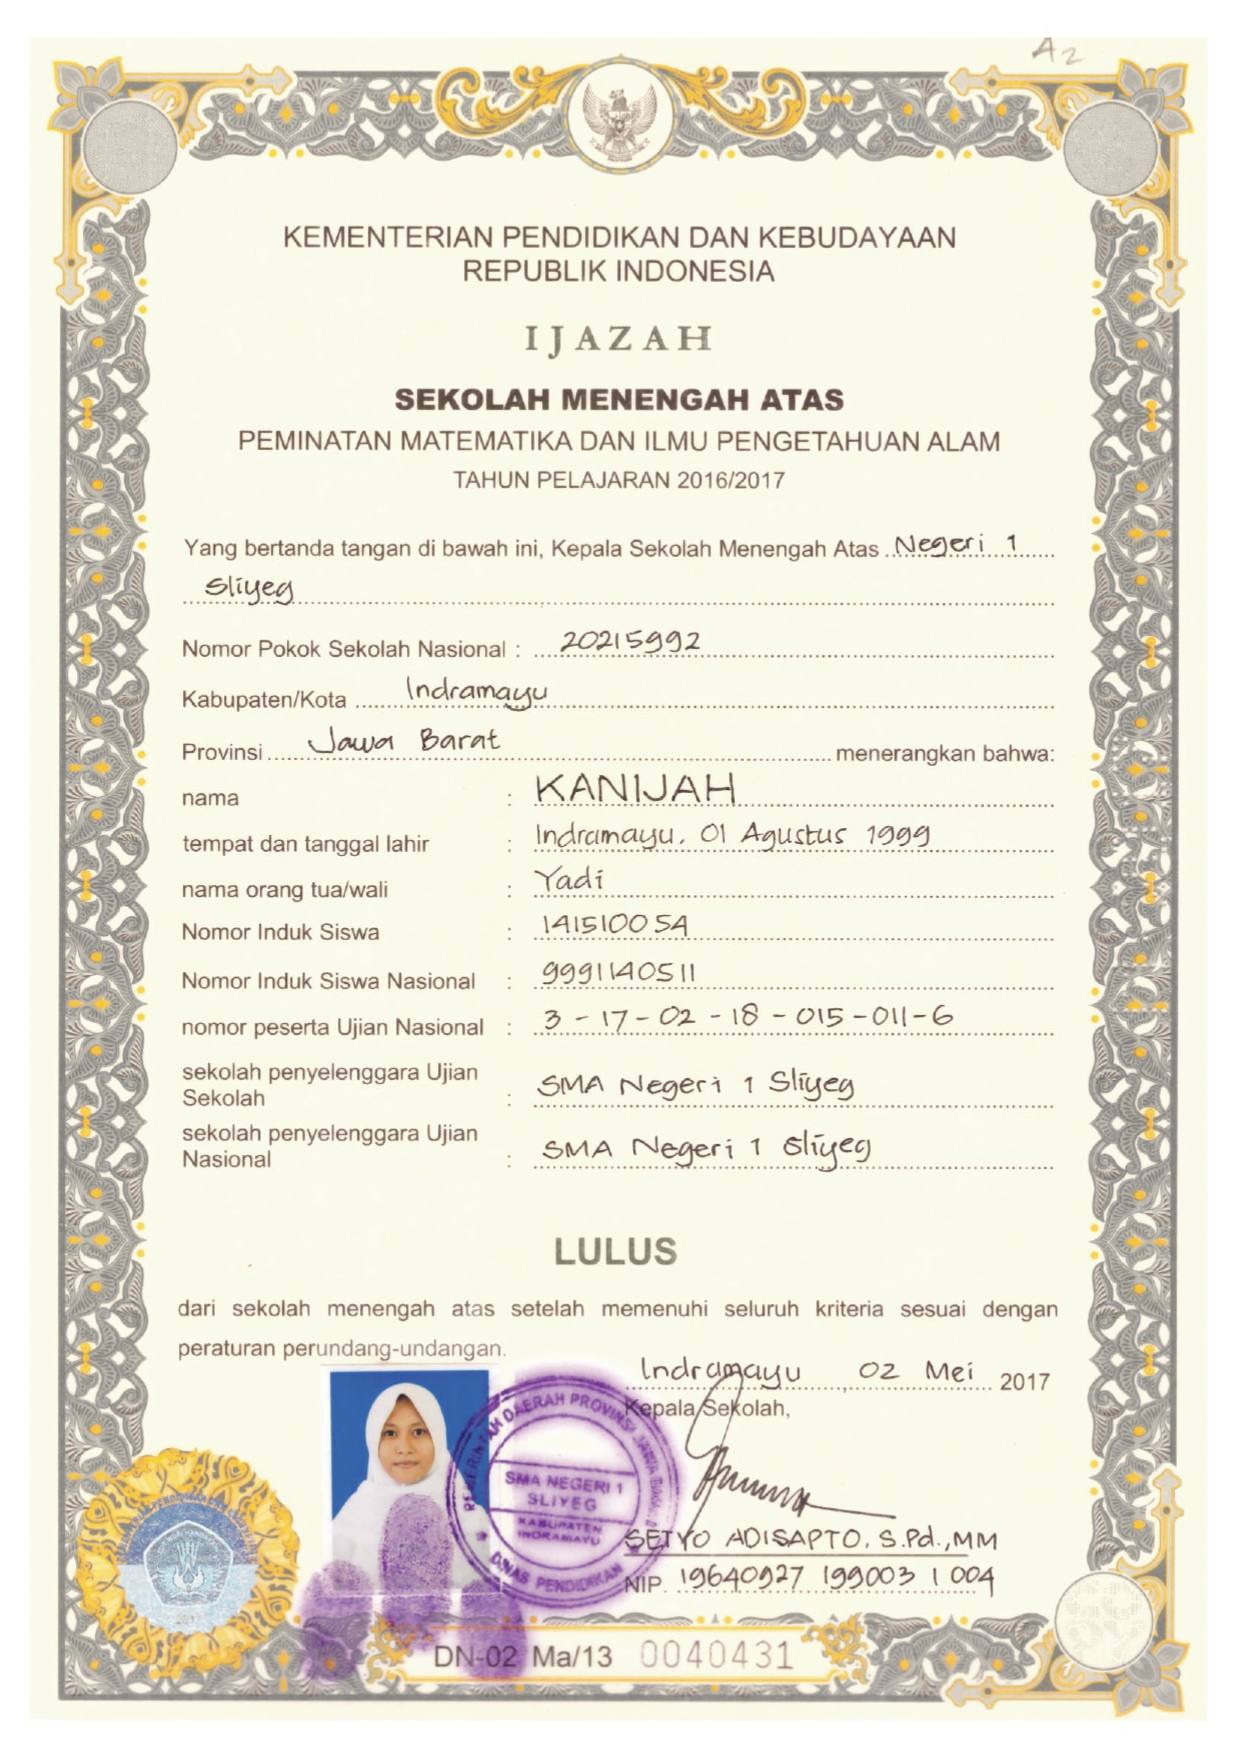 A2
KEMENTERIAN PENDIDIKAN DAN KEBUDAYAAN
REPUBLIK INDONESIA
IJAZAH
SEKOLAH MENENGAH ATAS
PEMINATAN MATEMATIKA DAN ILMU PENGETAHUAN ALAM
TAHUN PELAJARAN 2016/2017
Yang bertanda tangan di bawah ini, Kepala Sekolah Menengah Atas Negeri 1
Sliyeg
Nomor Pokok Sekolah Nasional : 20215992
Kabupaten/Kota Indramayu
Provinsi Jawa Barat menerangkan bahwa:
nama : KANIJAH
tempat dan tanggal lahir : Indramayu, 01 Agustus 1999
nama orang tua/wali : Yadi
Nomor Induk Siswa : 141510054
Nomor Induk Siswa Nasional : 9991140511
nomor peserta Ujian Nasional : 3 - 17 - 02 - 18 - 015 - 011 - 6
sekolah penyelenggara Ujian
Sekolah : SMA Negeri 1 Sliyeg
sekolah penyelenggara Ujian
Nasional : SMA Negeri 1 Sliyeg
LULUS
dari sekolah menengah atas setelah memenuhi seluruh kriteria sesuai dengan
peraturan perundang-undangan.
Indramayu, 02 Mei 2017
Kepala Sekolah,
DAERAH PROVINSI JAWA
SMA NEGERI 1
SLIYEG
KABUPATEN
INDRAMAYU
DINAS PENDIDIKAN
SETYO ADISAPTO, S.Pd.,MM
NIP. 19640927 199003 1 004
DN-02 Ma/13 0040431